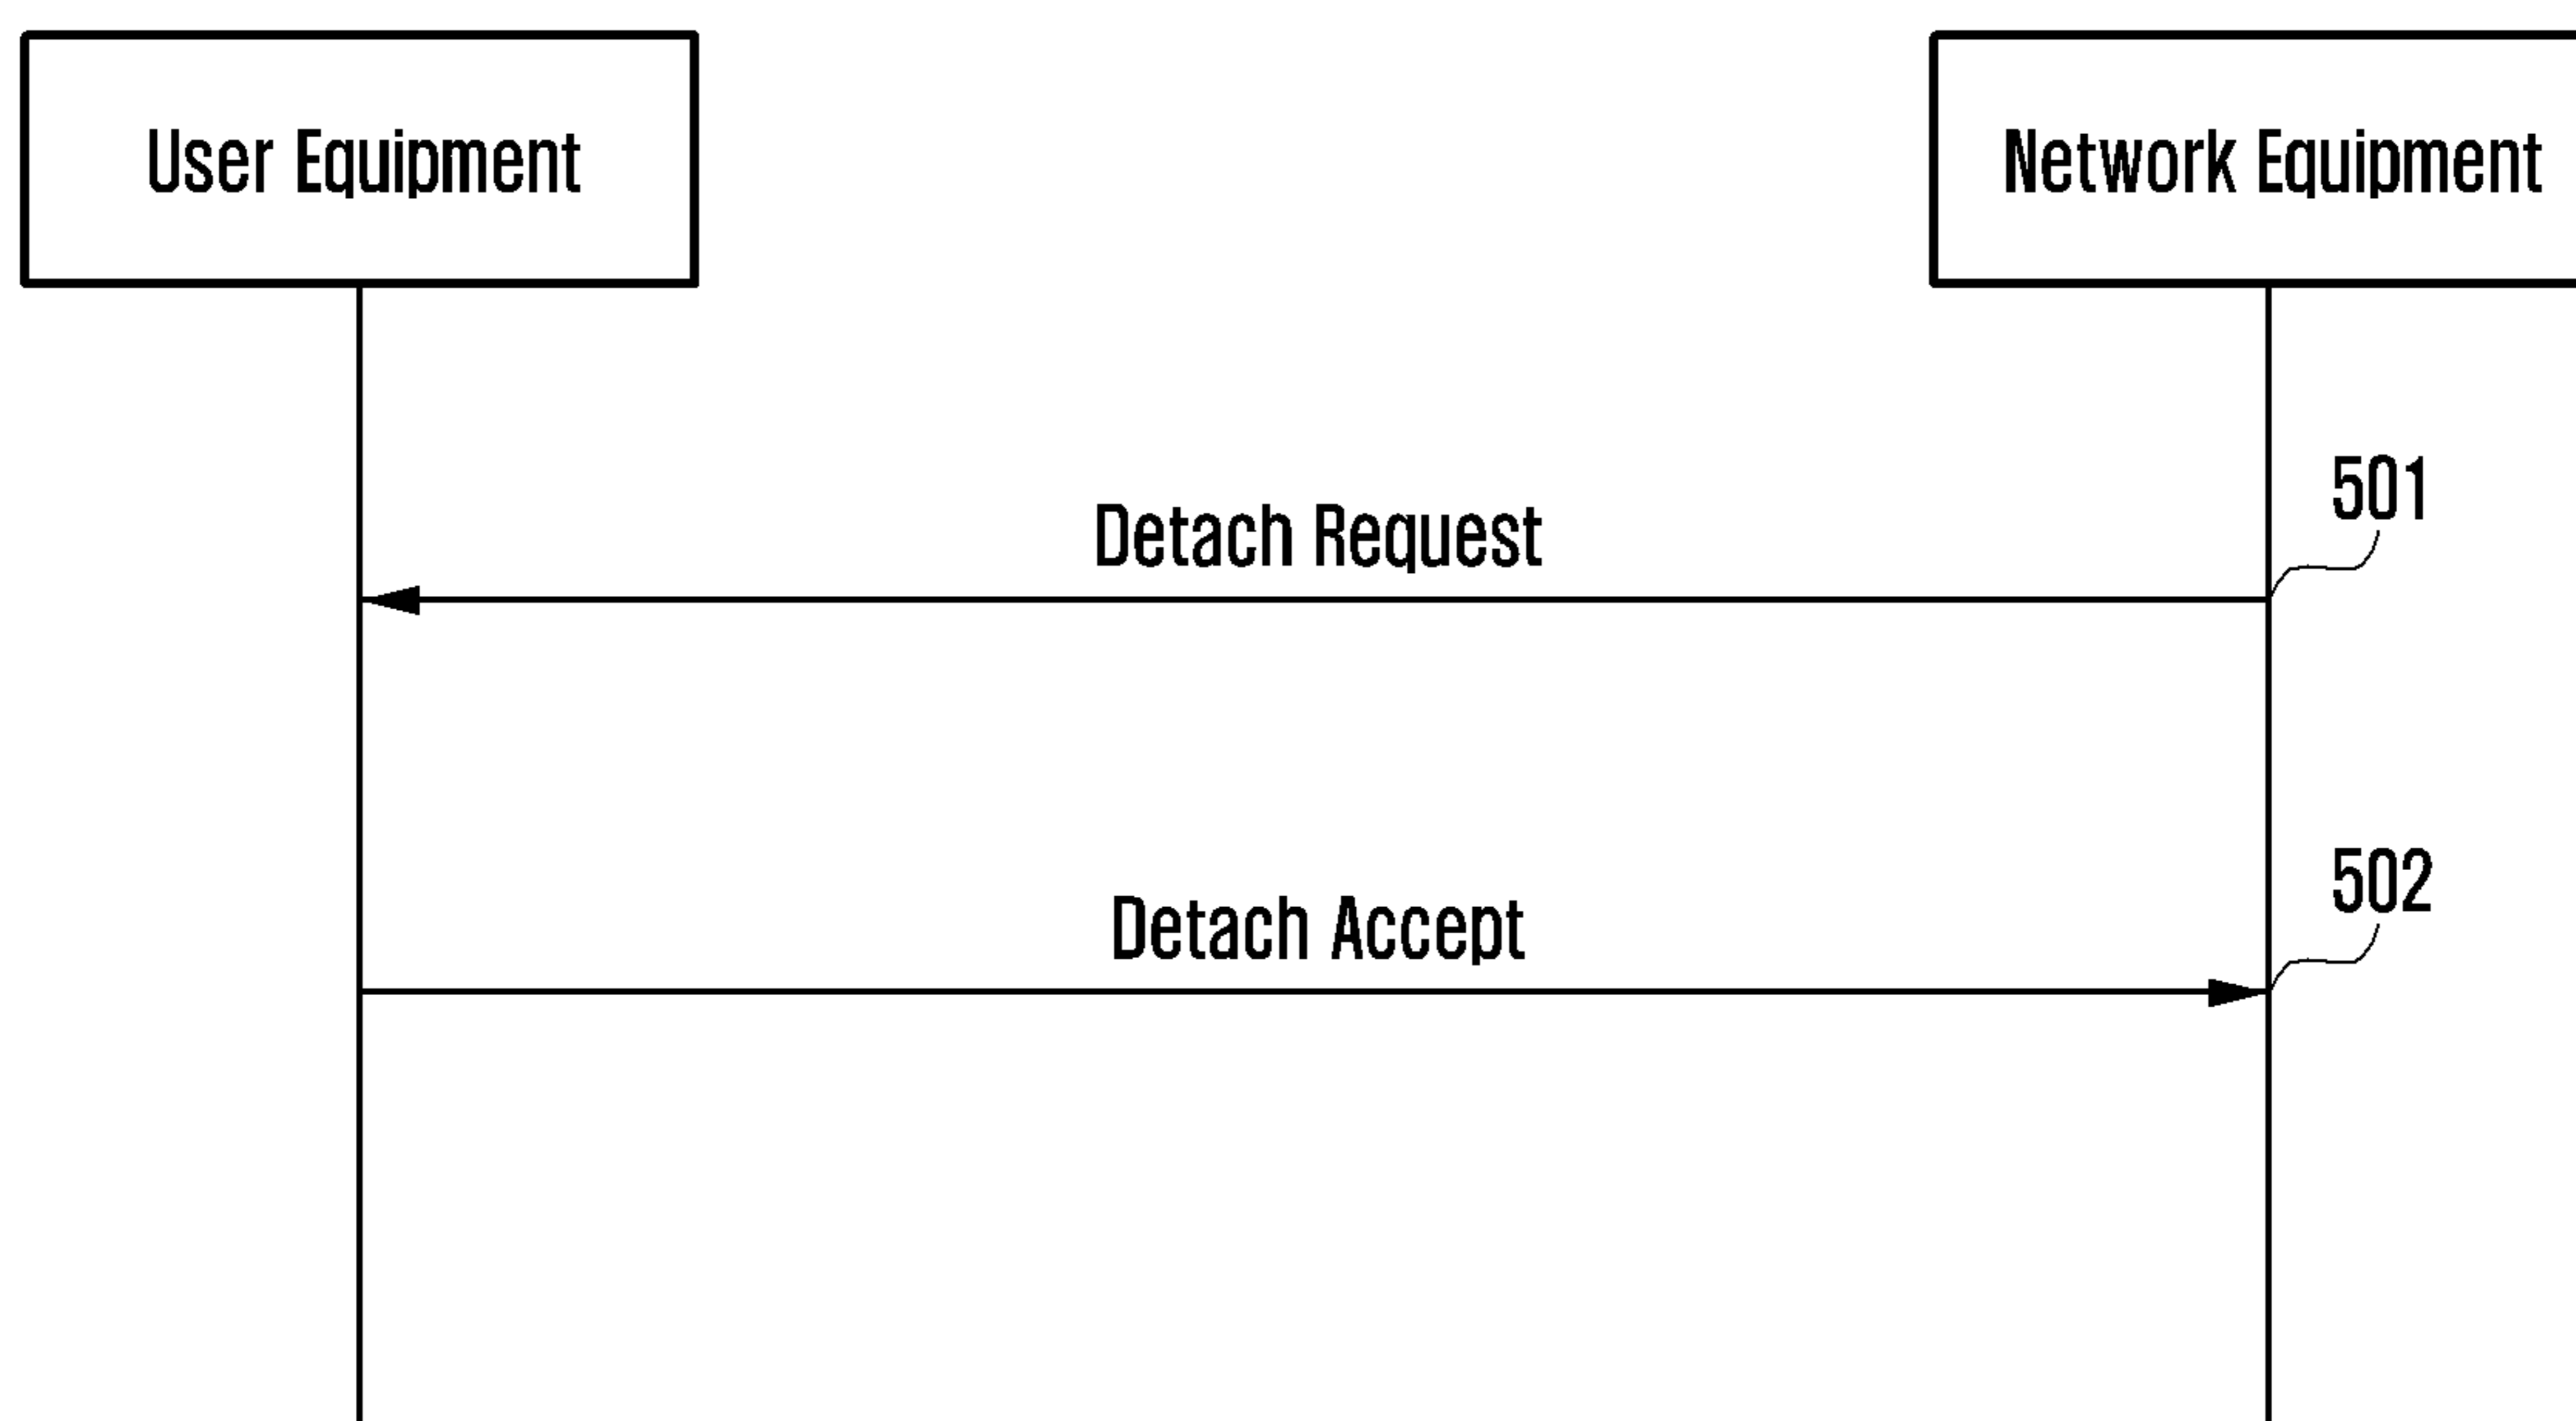 User Equipment
Network Equipment
501
Detach Request
502
Detach Accept